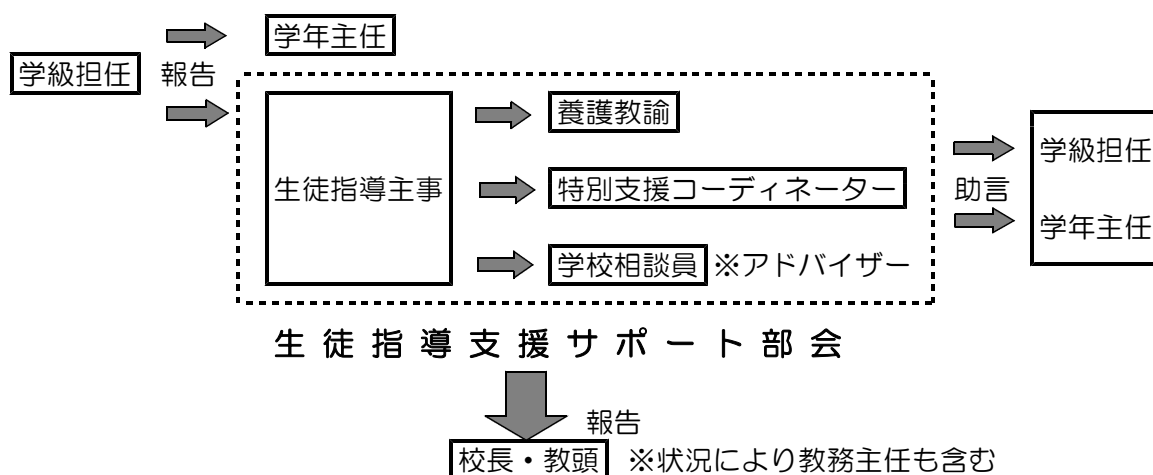 学年主任
学級担任 報告
養護教諭
学級担任
生徒指導主事
特別支援コーディネーター
助言
学年主任
学校相談員 ※アドバイザー
生徒指導支援サポート部会
報告
校長・教頭 ※状況により教務主任も含む